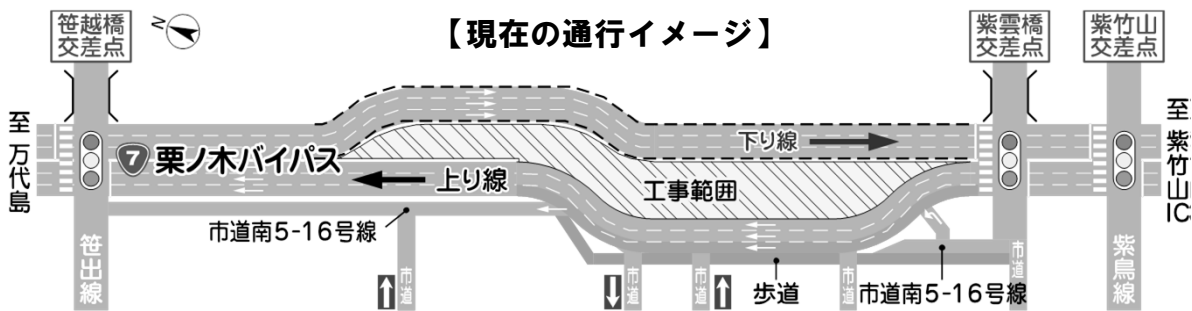 【現在の通行イメージ】
笹越橋
交差点
N
紫雲橋
交差点
紫竹山
交差点
至 万代島
7
栗ノ木バイパス
上り線
下り線
工事範囲
至 紫竹山IC
市道南5-16号線
笹出線
市道
市道
市道
歩道
市道
市道南5-16号線
市道
紫鳥線